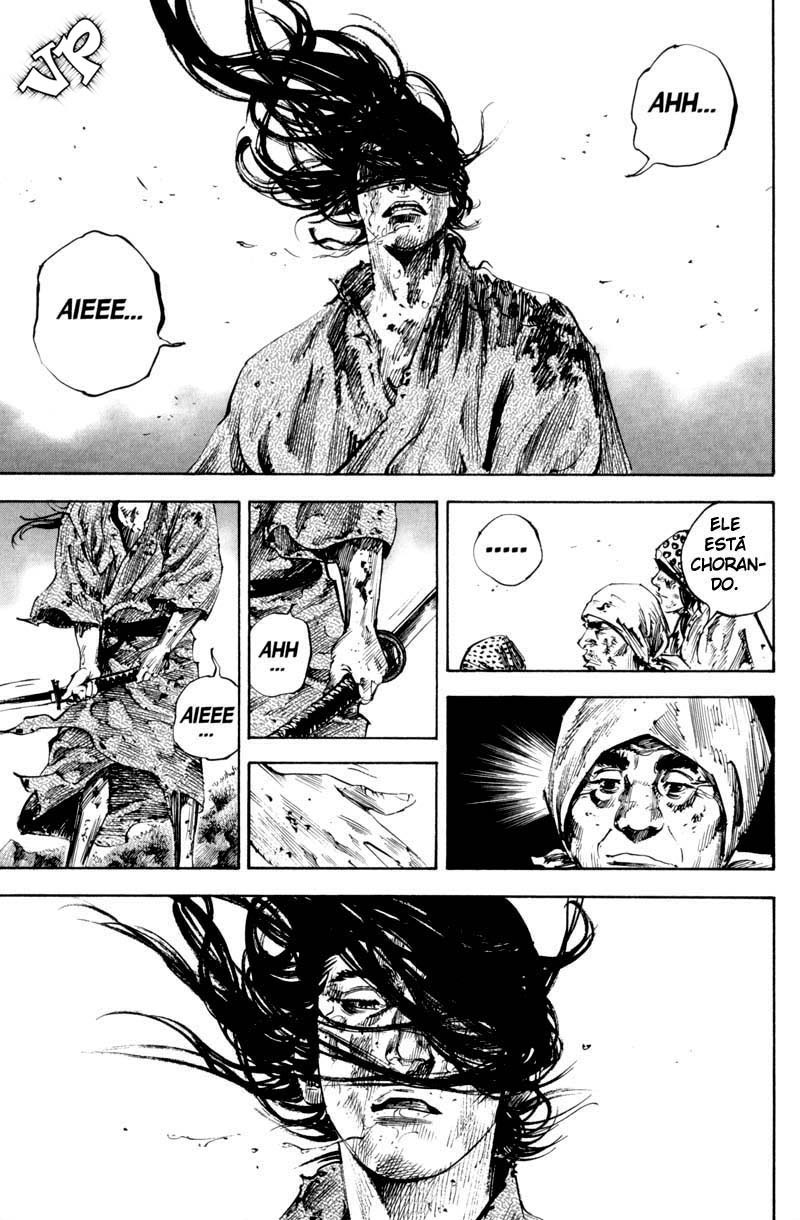 VP
AHH...
AIEEE...
ELE
ESTÁ
CHORAN-
DO.
.....
AHH
...
AIEEE
...